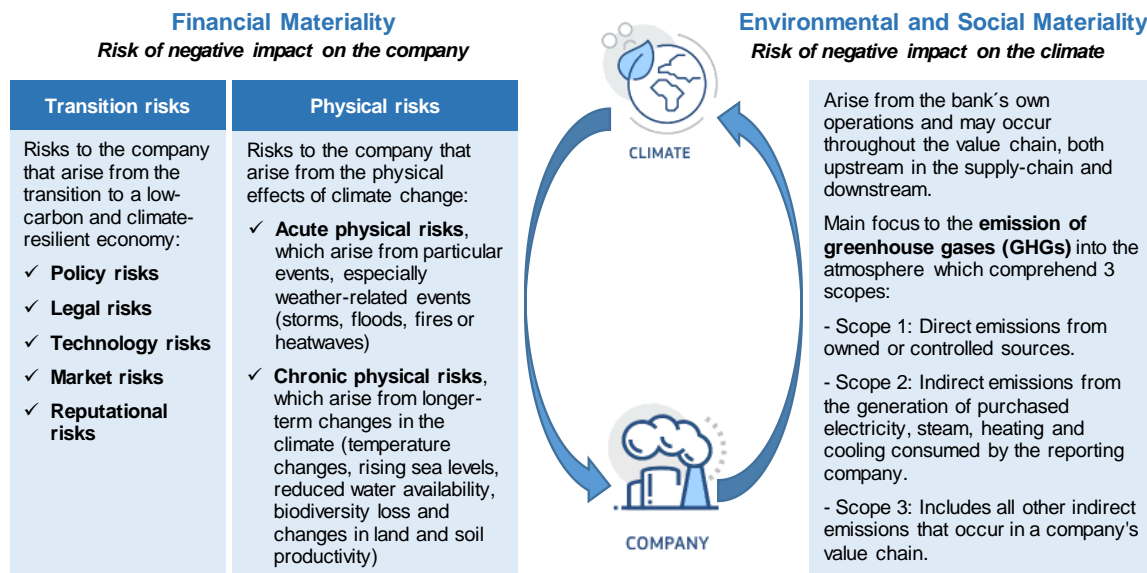 Financial Materiality
Risk of negative impact on the company
Transition risks
Risks to the company
that arise from the
transition to a low-
carbon and climate-
resilient economy:
✓ Policy risks
✓ Legal risks
✓ Technology risks
✓ Market risks
✓ Reputational
risks
Physical risks
Risks to the company that
arise from the physical
effects of climate change:
✓ Acute physical risks,
which arise from particular
events, especially
weather-related events
(storms, floods, fires or
heatwaves)
✓ Chronic physical risks,
which arise from longer-
term changes in the
climate (temperature
changes, rising sea levels,
reduced water availability,
biodiversity loss and
changes in land and soil
productivity)
CLIMATE
COMPANY
Environmental and Social Materiality
Risk of negative impact on the climate
Arise from the bank´s own
operations and may occur
throughout the value chain, both
upstream in the supply-chain and
downstream.
Main focus to the emission of
greenhouse gases (GHGs) into the
atmosphere which comprehend 3
scopes:
- Scope 1: Direct emissions from
owned or controlled sources.
- Scope 2: Indirect emissions from
the generation of purchased
electricity, steam, heating and
cooling consumed by the reporting
company.
- Scope 3: Includes all other indirect
emissions that occur in a company's
value chain.